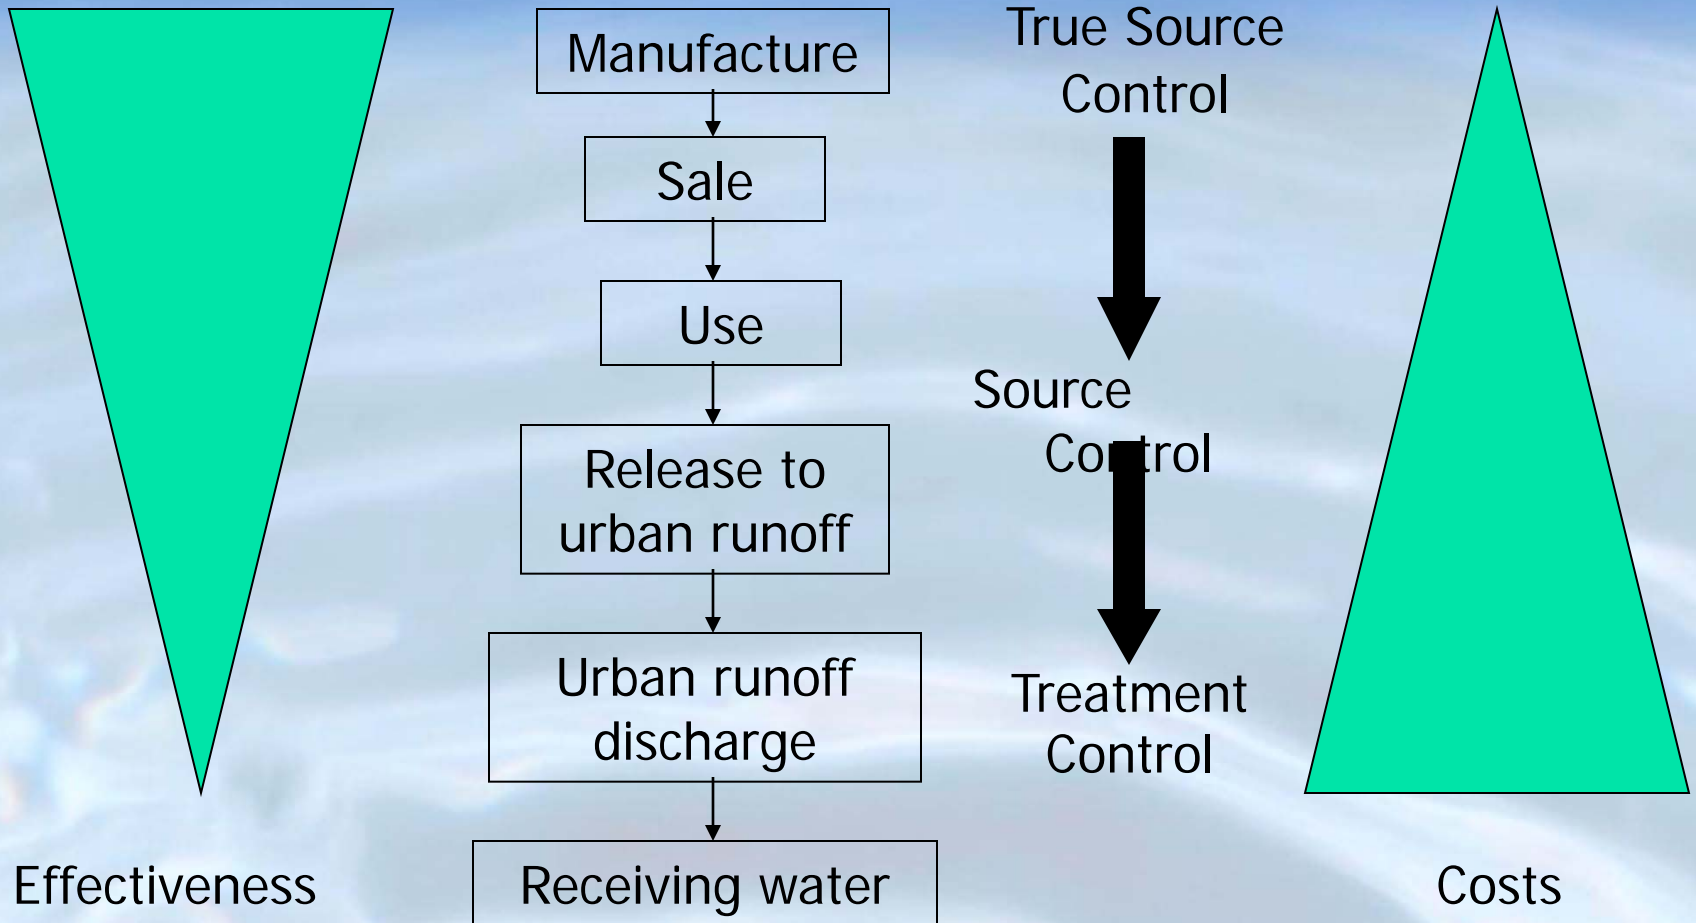 Manufacture
Sale
Use
Release to
urban runoff
Urban runoff
discharge
Receiving water
True Source
Control
Source
Control
Treatment
Control
Effectiveness
Costs